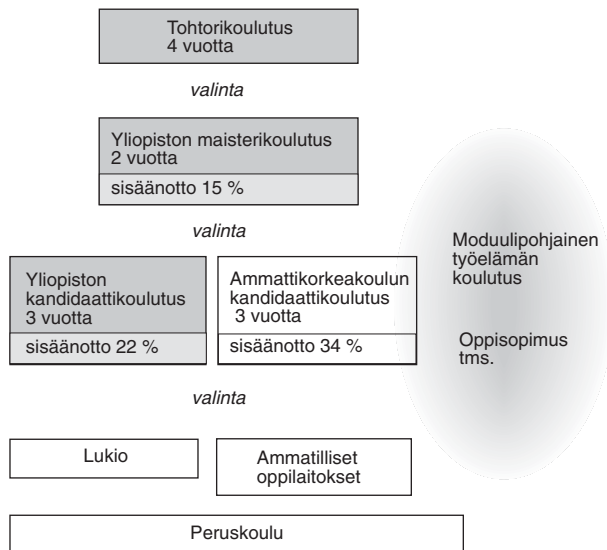 Tohtorikoulutus
4 vuotta
valinta
Yliopiston maisterikoulutus
2 vuotta
sisäänotto 15 %
valinta
Yliopiston
kandidaattikoulutus
3 vuotta
sisäänotto 22 %
Ammattikorkeakoulun
kandidaattikoulutus
3 vuotta
sisäänotto 34 %
Moduulipohjainen
työelämän
koulutus
Oppisopimus
tms.
valinta
Lukio
Ammatilliset
oppilaitokset
Peruskoulu